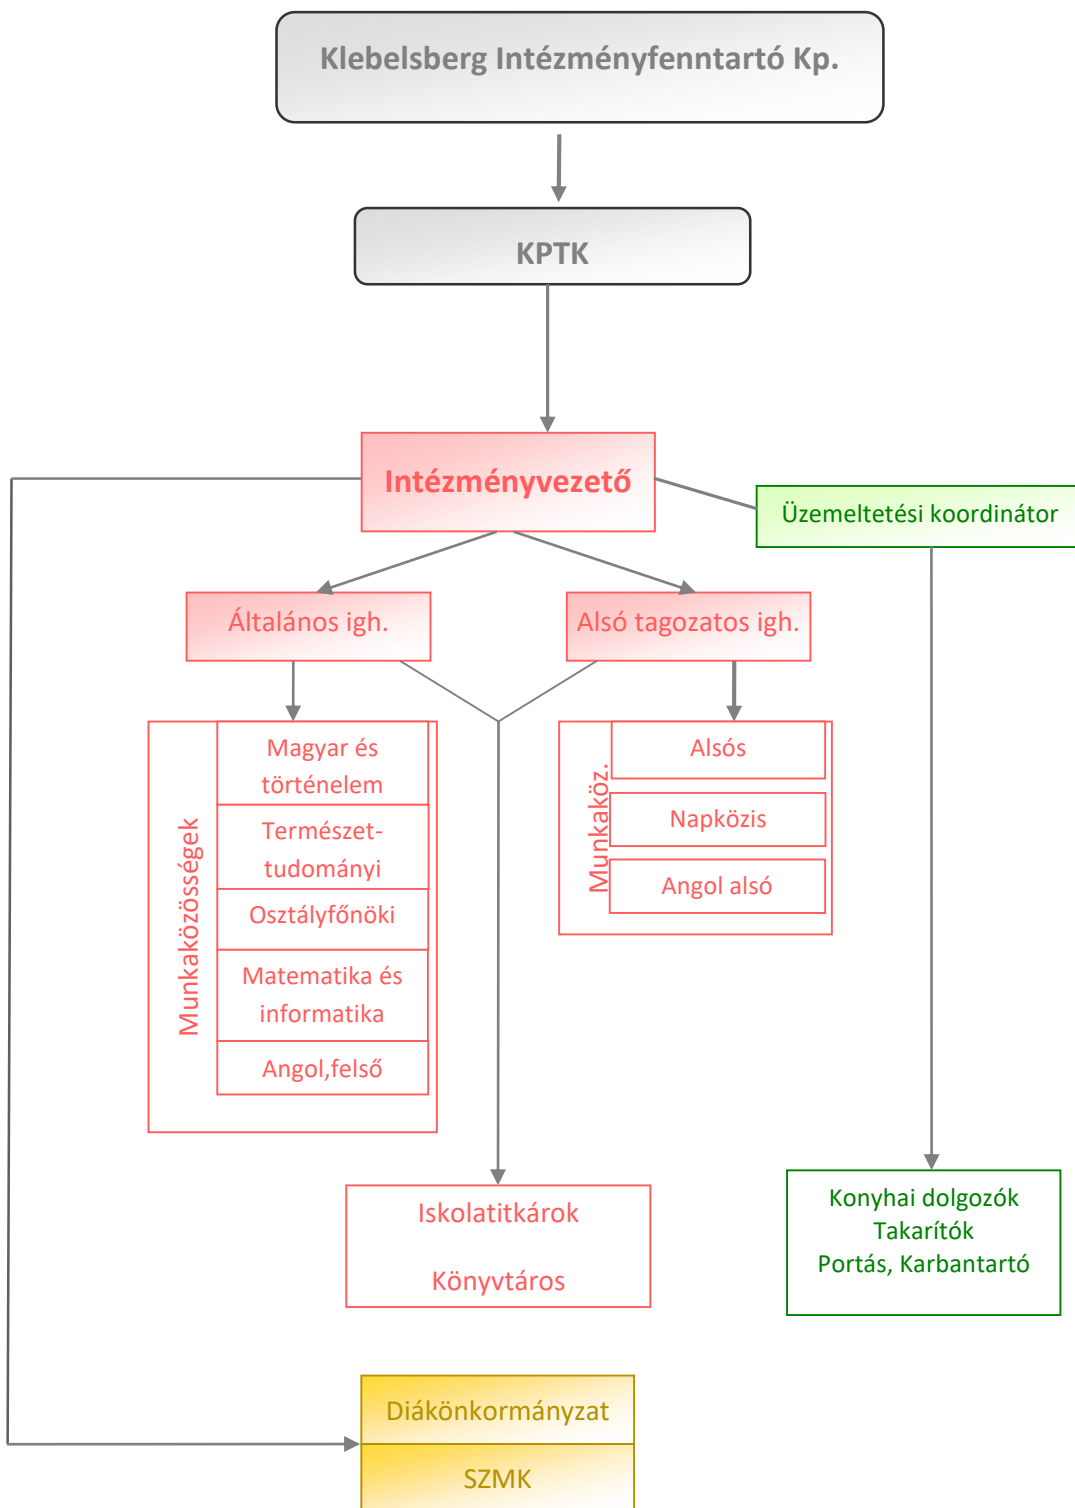 Klebelsberg Intézményfenntartó Kp.
KPTK
Intézményvezető
Üzemeltetési koordinátor
Általános igh.
Alsó tagozatos igh.
Munkaközösségek
Magyar és
történelem
Természet-
tudományi
Osztályfőnöki
Matematika és
informatika
Angol,felső
Munkaköz.
Alsós
Napközis
Angol alsó
Iskolatitkárok
Könyvtáros
Konyhai dolgozók
Takarítók
Portás, Karbantartó
Diákönkormányzat
SZMK